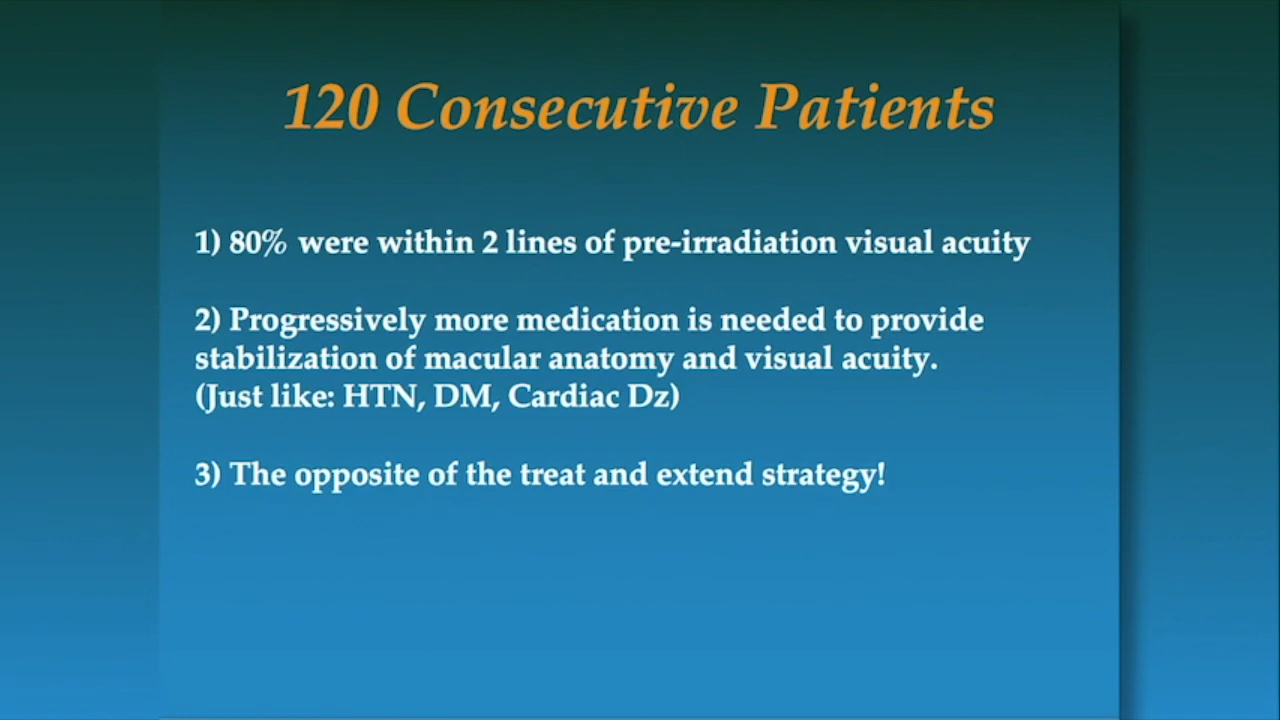 120 Consecutive Patients
1) 80% were within 2 lines of pre-irradiation visual acuity
2) Progressively more medication is needed to provide
stabilization of macular anatomy and visual acuity.
(Just like: HTN, DM, Cardiac Dz)
3) The opposite of the treat and extend strategy!